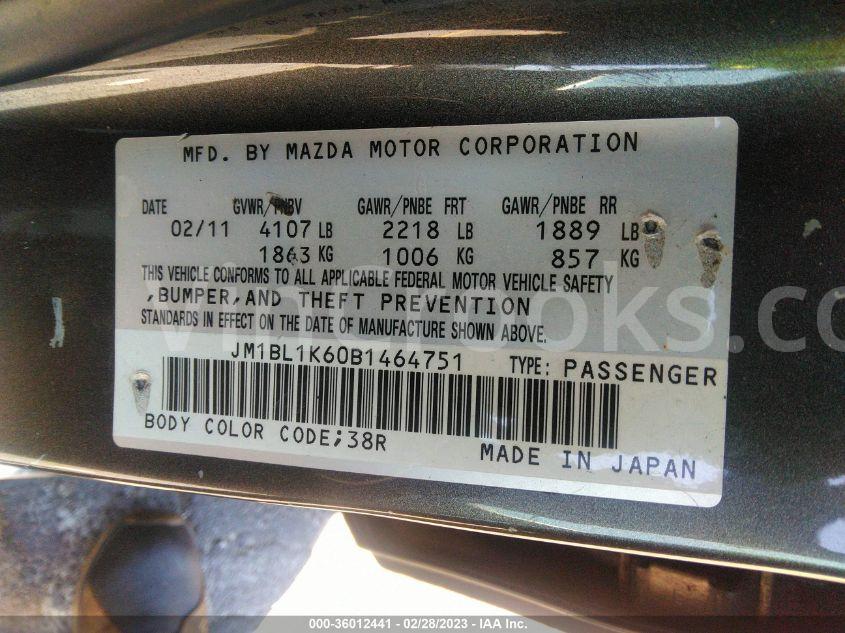 MFD. BY MAZDA MOTOR CORPORATION
DATE GVWR/PNBV GAWR/PNBE FRT GAWR/PNBE RR
02/11 4107 LB 2218 LB 1889 LB
1863 KG 1006 KG 857 KG
THIS VEHICLE CONFORMS TO ALL APPLICABLE FEDERAL MOTOR VEHICLE SAFETY
,BUMPER,AND THEFT PREVENTION
STANDARDS IN EFFECT ON THE DATE OF MANUFACTURE SHOWN ABOVE.
JM1BL1K60B1464751 TYPE: PASSENGER
BODY COLOR CODE;38R MADE IN JAPAN
000-36012441 - 02/28/2023 - IAA Inc.